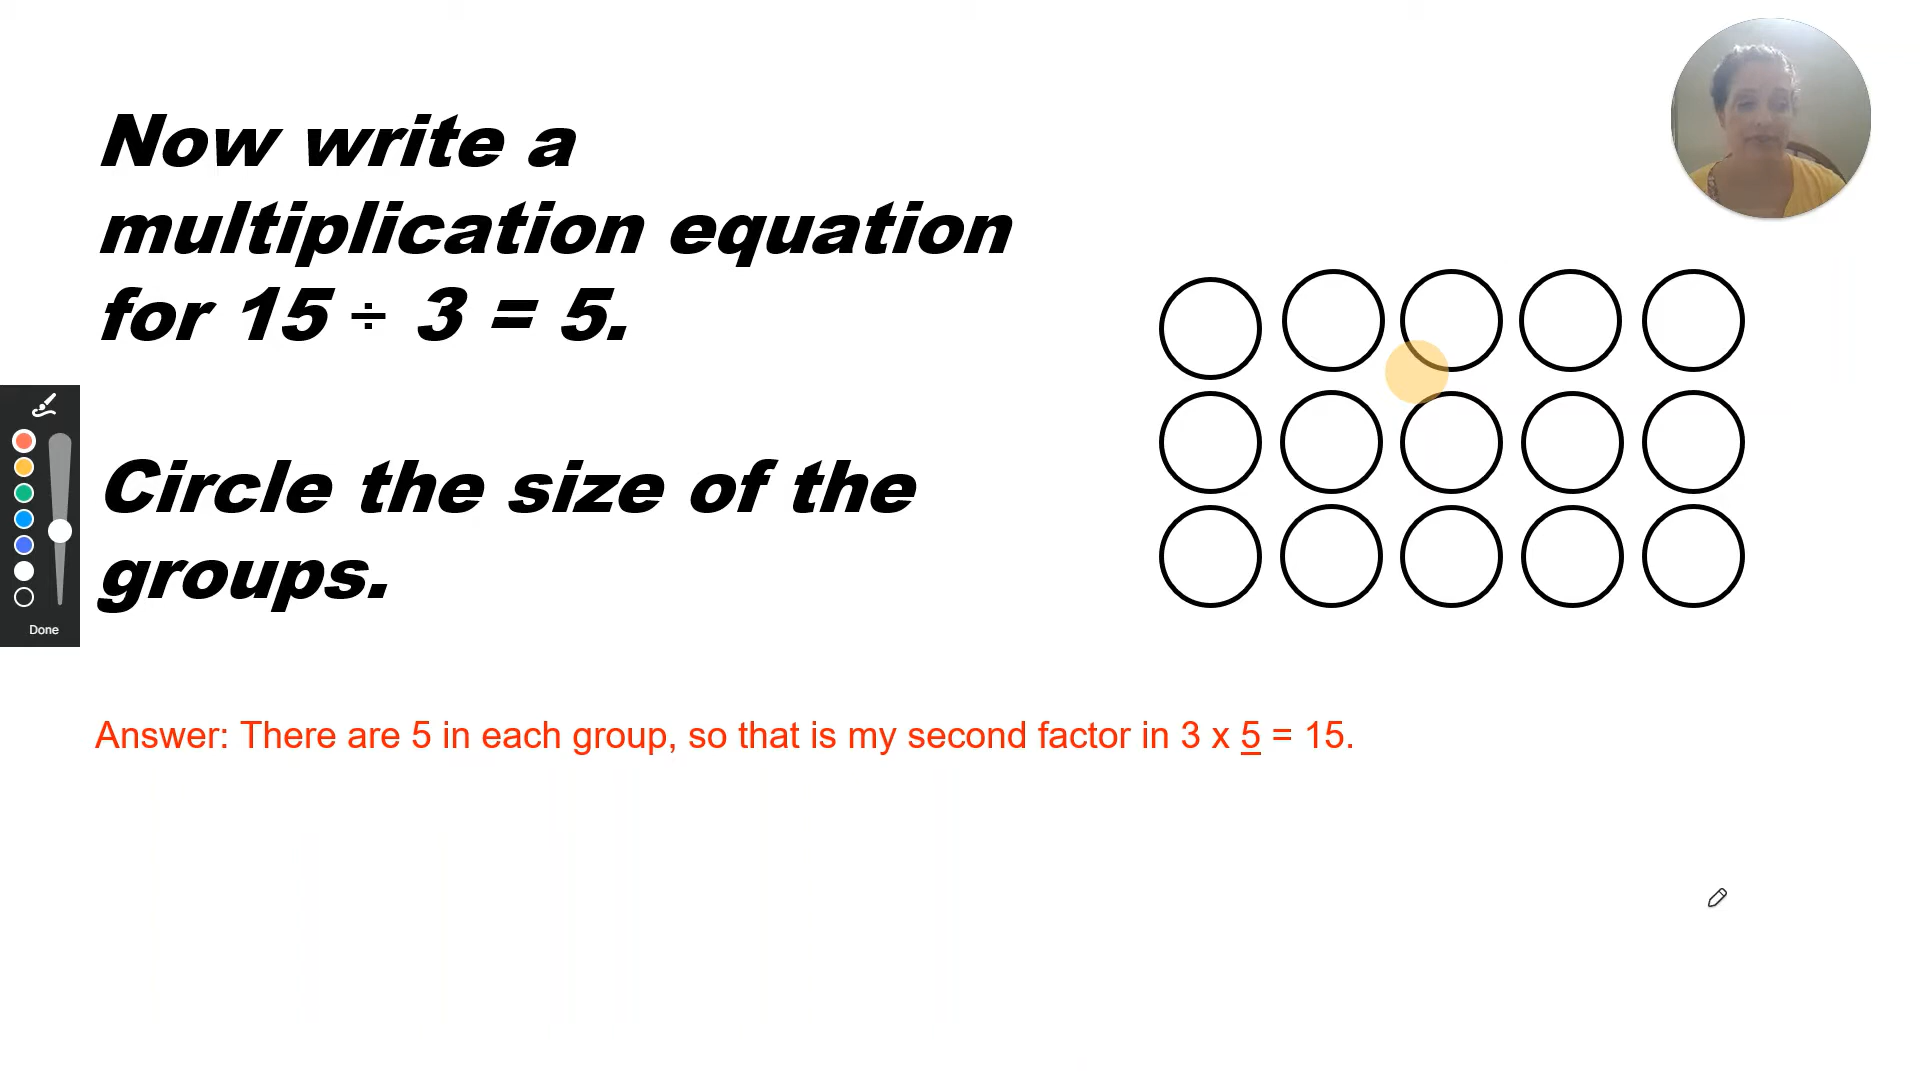 Now write a
multiplication equation
for 15 ÷ 3 = 5.
Circle the size of the
groups.
Done
Answer: There are 5 in each group, so that is my second factor in 3 x 5 = 15.